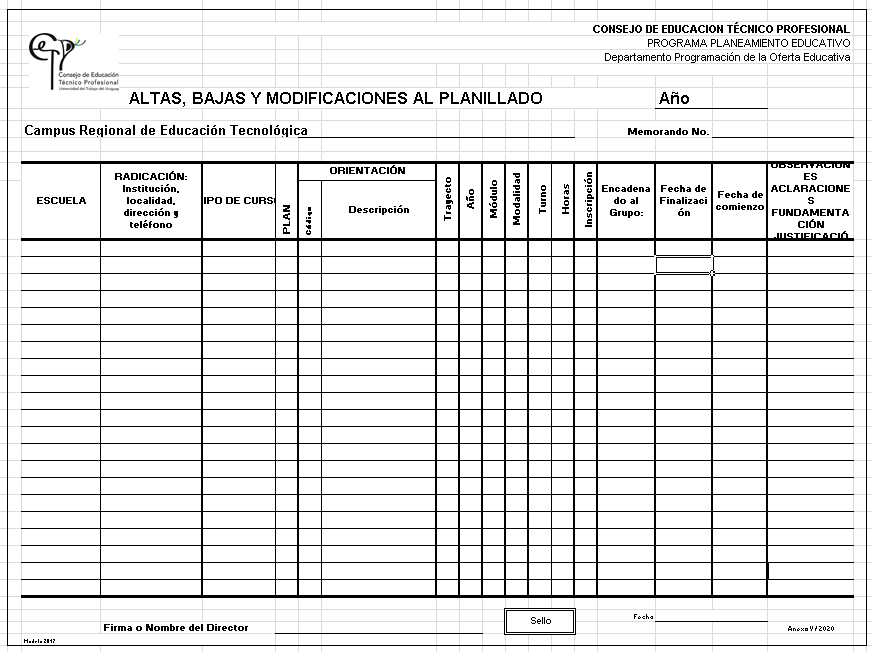 CONSEJO DE EDUCACION TÉCNICO PROFESIONAL
PROGRAMA PLANEAMIENTO EDUCATIVO
Departamento Programación de la Oferta Educativa
Consejo de Educación
Técnico Profesional
Universidad del Trabajo del Uruguay
ALTAS, BAJAS Y MODIFICACIONES AL PLANILLADO
Año
Campus Regional de Educación Tecnológica
Memorando No.
ESCUELA
RADICACIÓN:
Institución,
localidad,
dirección y
teléfono
IPO DE CURS
PLAN
ORIENTACIÓN
Código
Descripción
Trayecto
Año
Módulo
Modalidad
Turno
Horas
Inscripción
Encadena
do al
Grupo:
Fecha de
Finalizaci
ón
Fecha de
comienzo
OBSERVACION
ES
ACLARACIONE
S
FUNDAMENTA
CIÓN
JUSTIFICACIÓ
Firma o Nombre del Director
Sello
Fecha
Anexo V / 2020
Modelo 2017